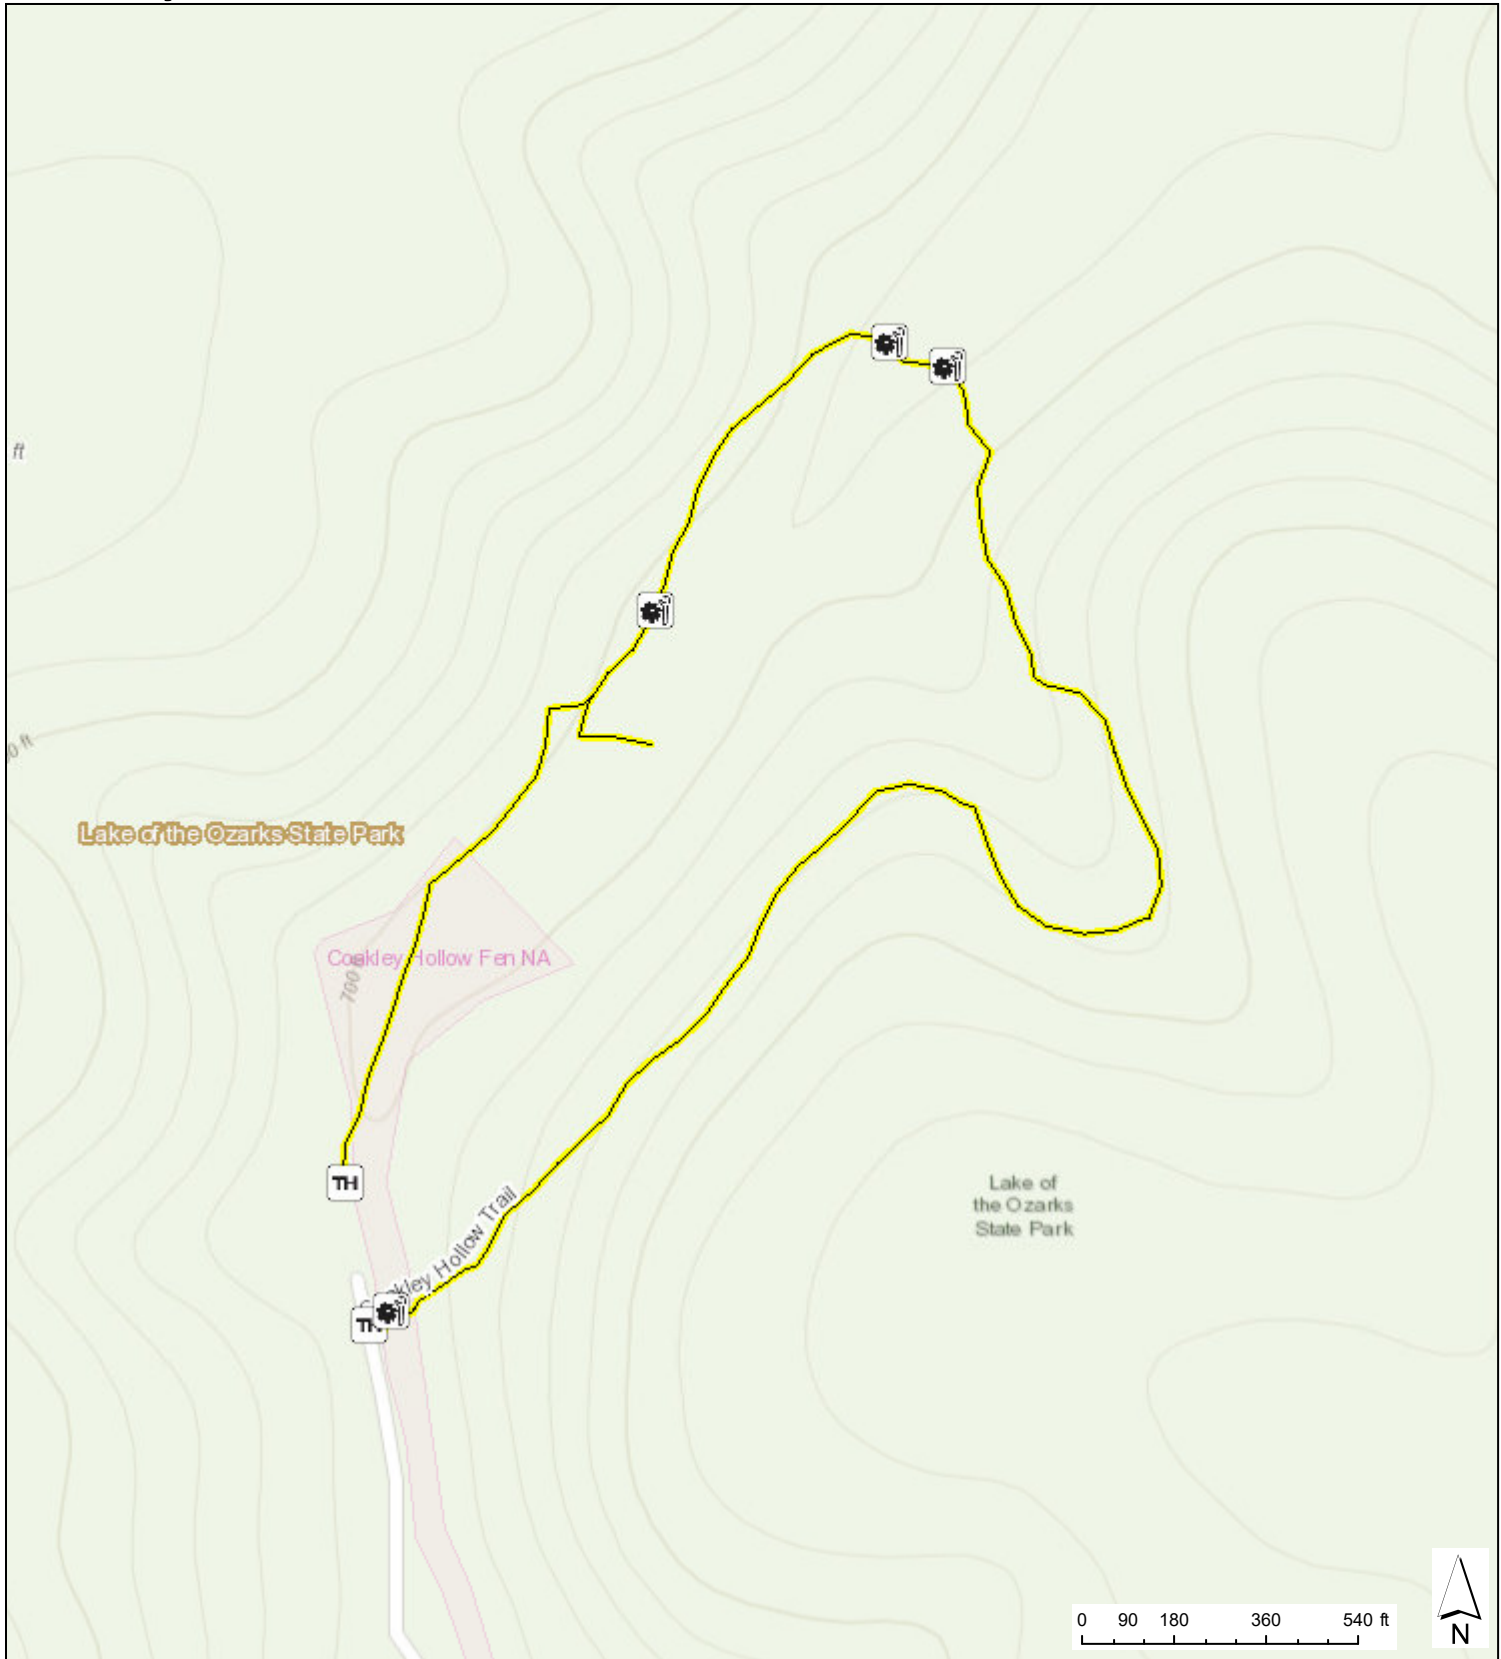 ft
0 ft
Lake of the Ozarks State Park
Coakley Hollow Fen NA
700
TH
Lake of
the Ozarks
State Park
Hollow Trail
TH
0 90 180 360 540 ft
N